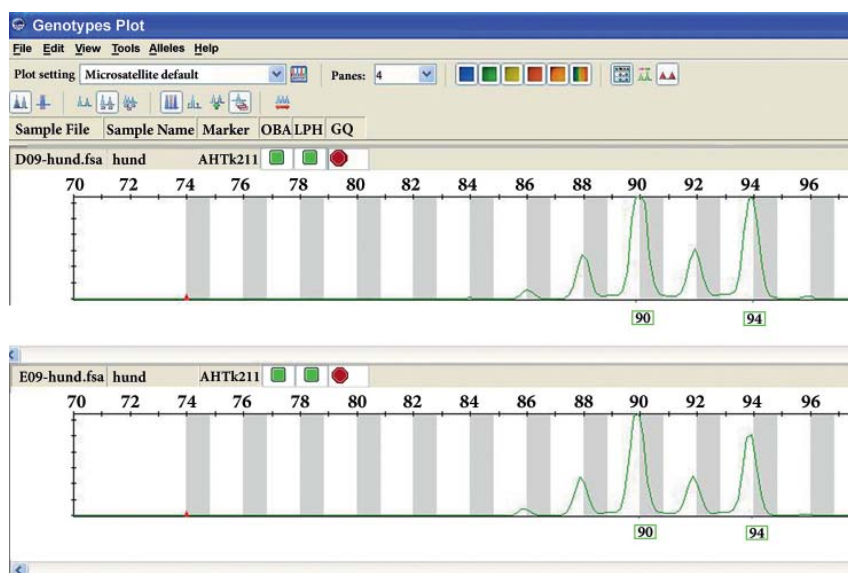 Genotypes Plot
File Edit View Tools Alleles Help
Plot setting Microsatellite default Panes: 4
Sample File Sample Name Marker OBA LPH GQ
D09-hund.fsa hund AHTk211
70 72 74 76 78 80 82 84 86 88 90 92 94 96
90 94
E09-hund.fsa hund AHTk211
70 72 74 76 78 80 82 84 86 88 90 92 94 96
90 94